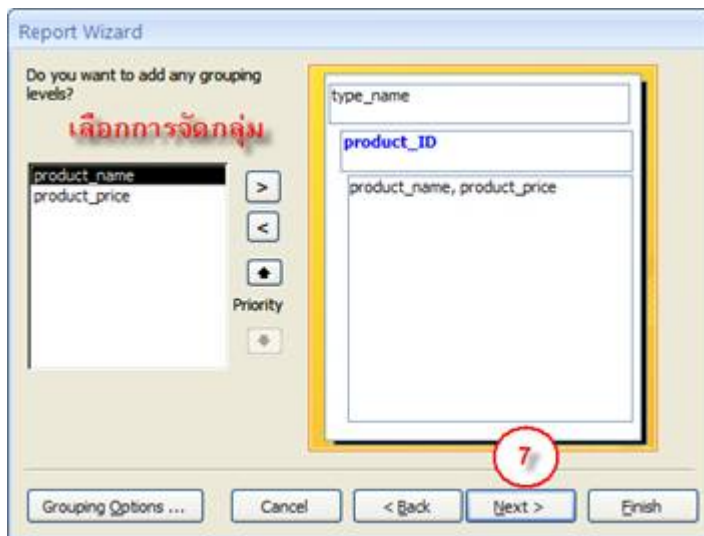 Report Wizard
Do you want to add any grouping
levels?
เลือกการจัดกลุ่ม
product_name
product_price
>
<
Priority
type_name
product_ID
product_name, product_price
7
Grouping Options ...
Cancel
< Back
Next >
Finish